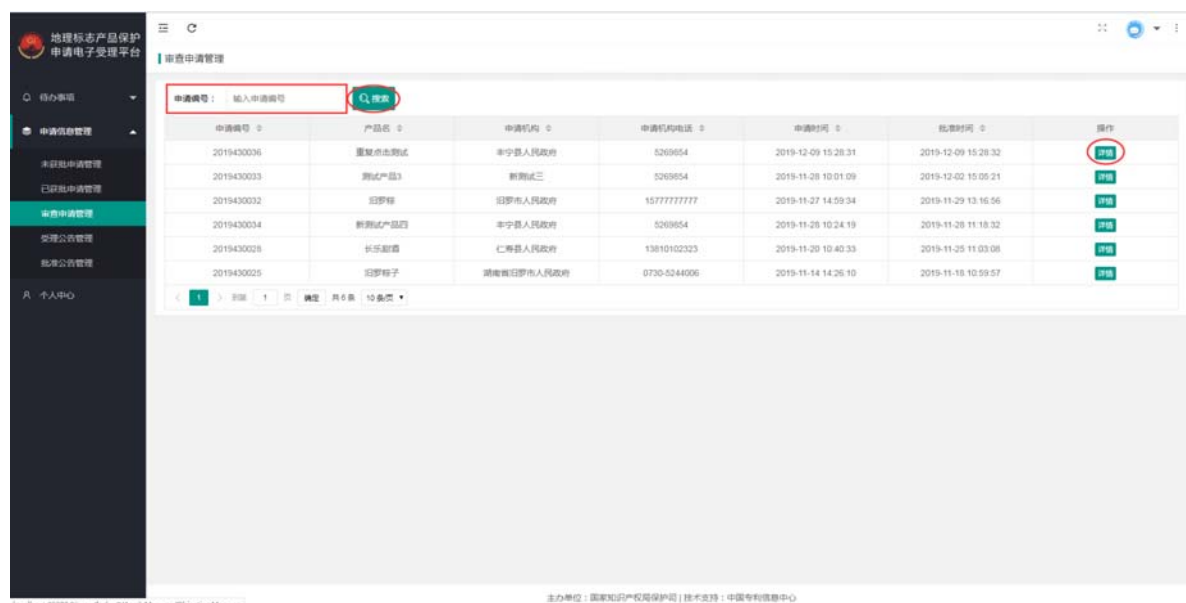 地理标志产品保护
申请电子受理平台
审查申请管理
待办事项
申请信息管理
未获批申请管理
已获批申请管理
审查申请管理
受理公告管理
批准公告管理
个人中心
申请编号： 输入申请编号 搜索
申请编号 产品名 申请机构 申请机构电话 申请时间 批准时间 操作
2019430036 重复点击测试 丰宁县人民政府 5269654 2019-12-09 15:28:31 2019-12-09 15:28:32 详情
2019430033 测试产品3 新测试三 5269654 2019-11-28 10:01:09 2019-12-02 15:05:21 详情
2019430032 汨罗粽 汨罗市人民政府 15777777777 2019-11-27 14:59:34 2019-11-29 13:16:56 详情
2019430034 新测试产品四 丰宁县人民政府 5269654 2019-11-28 10:24:19 2019-11-28 11:18:32 详情
2019430028 长乐甜酒 仁寿县人民政府 13810102323 2019-11-20 10:40:33 2019-11-25 11:03:08 详情
2019430025 汨罗粽子 湖南省汨罗市人民政府 0730-5244006 2019-11-14 14:26:10 2019-11-18 10:59:57 详情
1 到第 1 页 确定 共 6 条 10 条/页
主办单位：国家知识产权局保护司 | 技术支持：中国专利信息中心